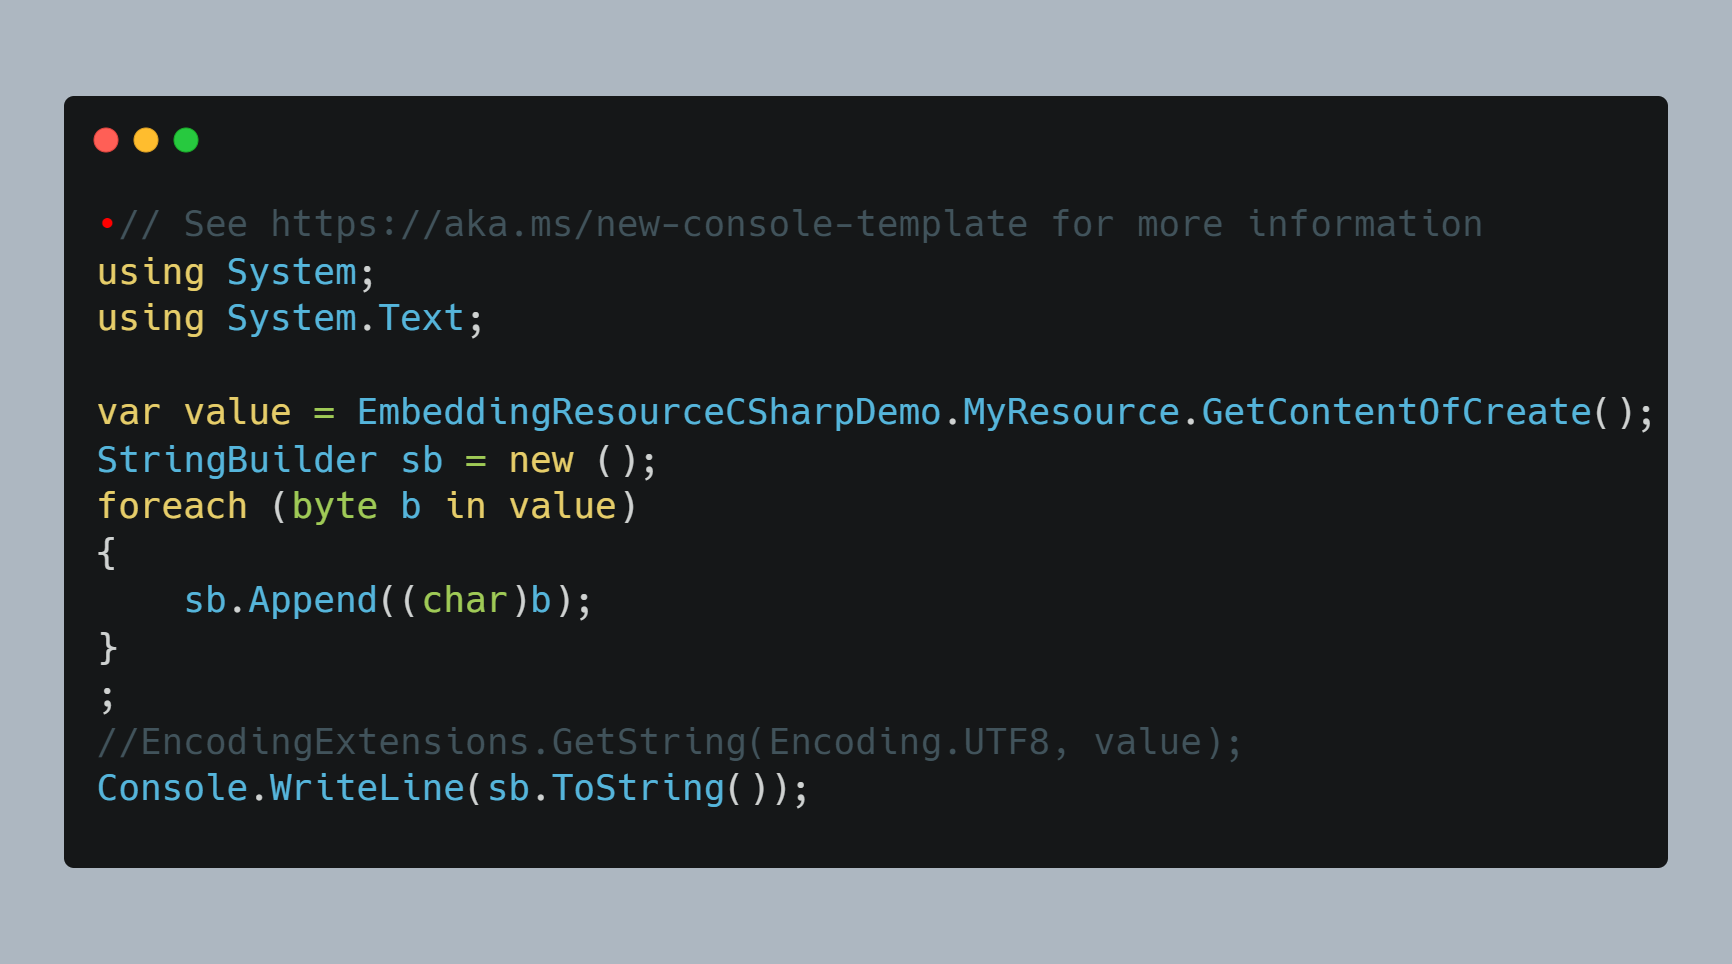 •// See https://aka.ms/new-console-template for more information
using System;
using System.Text;

var value = EmbeddingResourceCSharpDemo.MyResource.GetContentOfCreate();
StringBuilder sb = new ();
foreach (byte b in value)
{
    sb.Append((char)b);
}
;
//EncodingExtensions.GetString(Encoding.UTF8, value);
Console.WriteLine(sb.ToString());